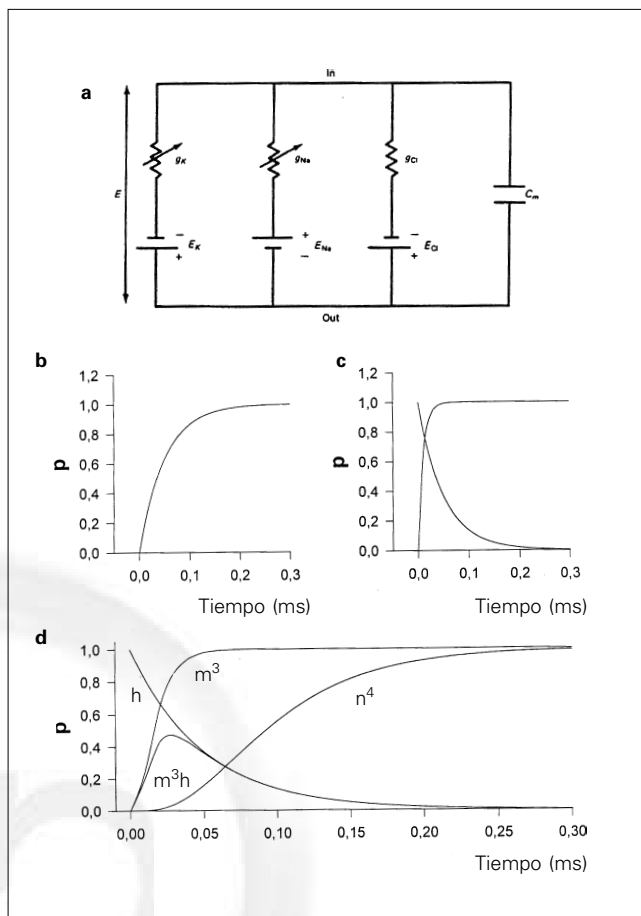 In
a
E
gK
gNa
gCl
Cm
− EK +
+ ENa −
− ECl +
Out
b
1,2
1,0
0,8
0,6
0,4
0,2
0,0
p
0,0 0,1 0,2 0,3
Tiempo (ms)
c
1,2
1,0
0,8
0,6
0,4
0,2
0,0
p
0,0 0,1 0,2 0,3
Tiempo (ms)
d
1,0
0,8
0,6
0,4
0,2
0,0
p
h
m³
n⁴
m³h
0,00 0,05 0,10 0,15 0,20 0,25 0,30
Tiempo (ms)